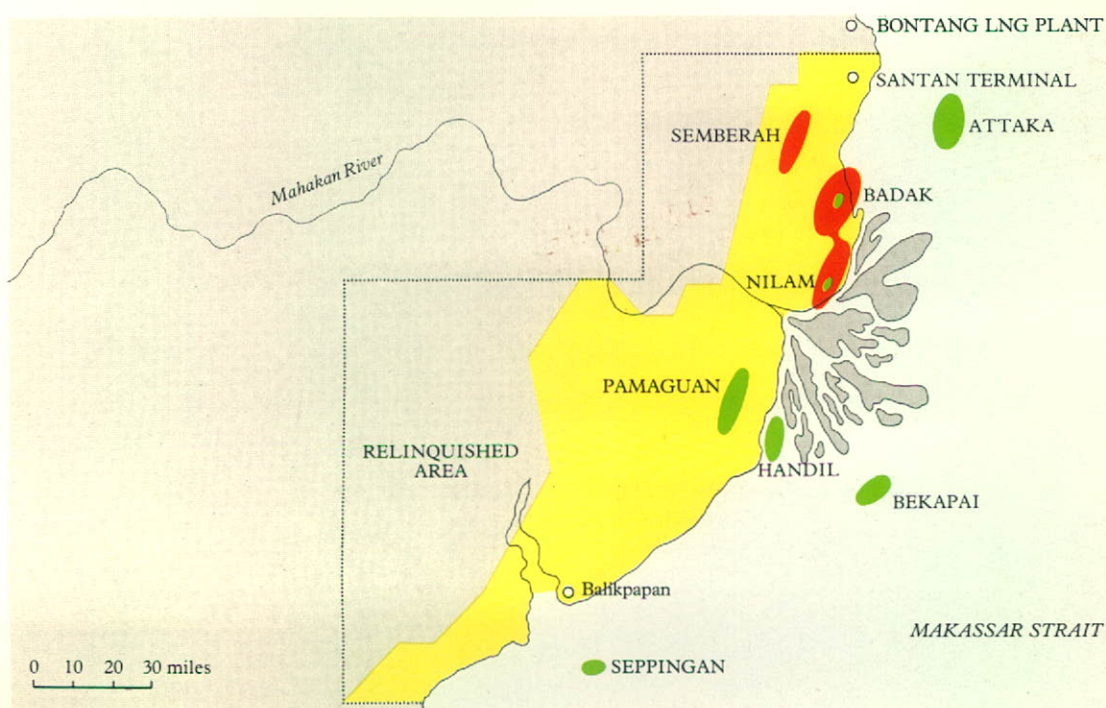 BONTANG LNG PLANT
SANTAN TERMINAL
ATTAKA
SEMBERAH
Mahakan River
BADAK
NILAM
PAMAGUAN
RELINQUISHED
AREA
HANDIL
BEKAPAI
Balikpapan
MAKASSAR STRAIT
0 10 20 30 miles
SEPPINGAN